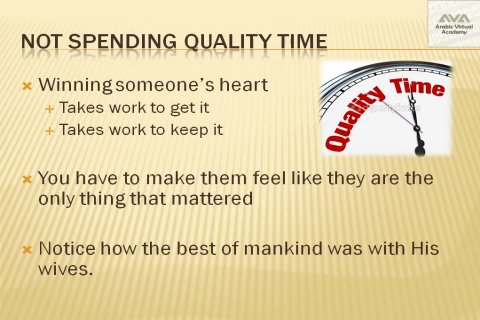 AVA
Arabic Virtual
Academy
NOT SPENDING QUALITY TIME
Winning someone's heart
Takes work to get it
Takes work to keep it
Quality Time
You have to make them feel like they are the
only thing that mattered
Notice how the best of mankind was with His
wives.